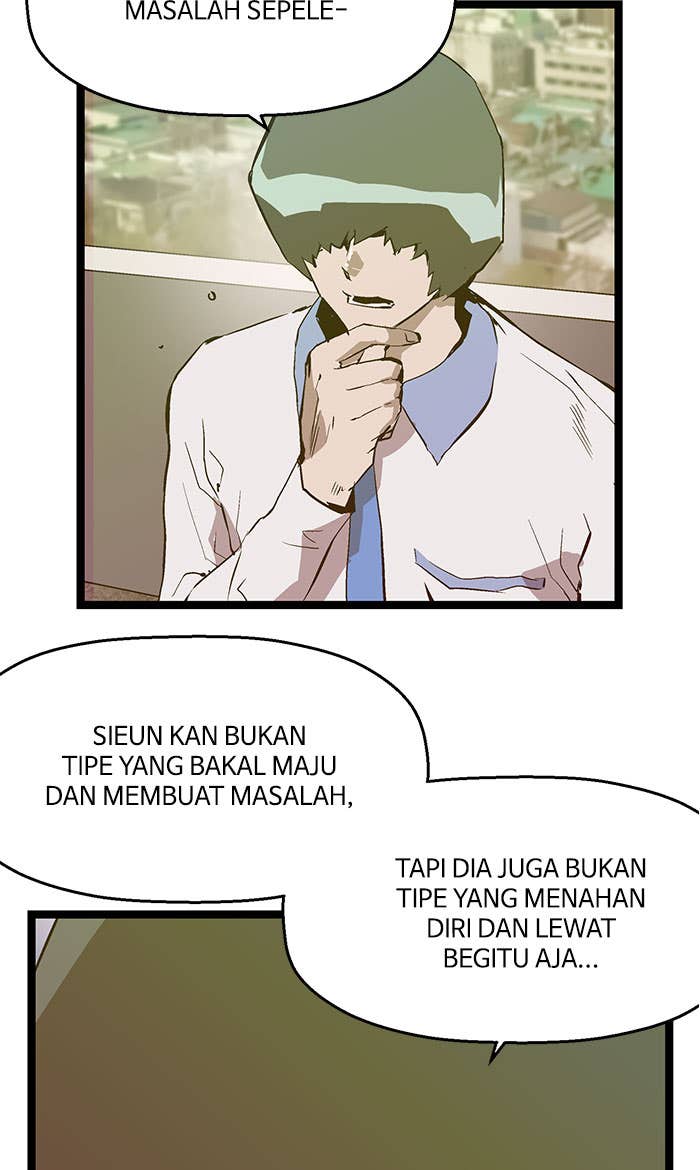 MASALAH SEPELE-
SIEUN KAN BUKAN
TIPE YANG BAKAL MAJU
DAN MEMBUAT MASALAH,
TAPI DIA JUGA BUKAN
TIPE YANG MENAHAN
DIRI DAN LEWAT
BEGITU AJA...